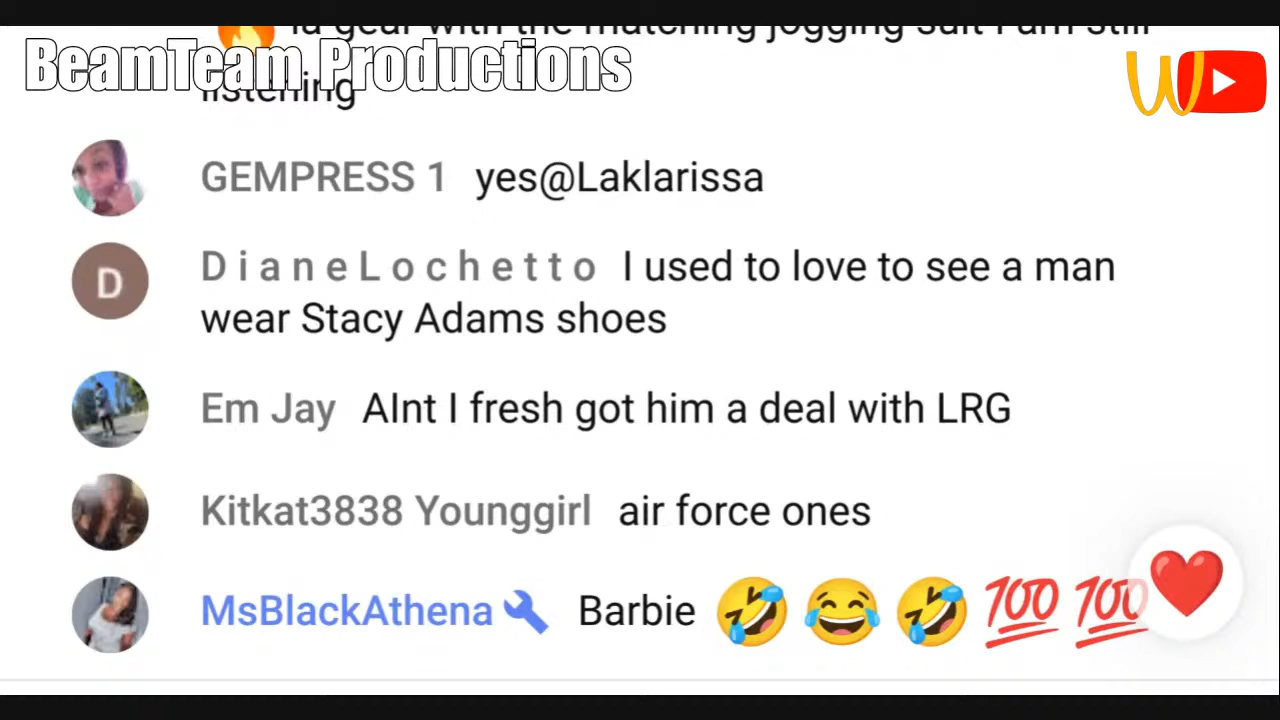 la gear with the matching jogging suit I am still
BeamTeam Productions
listening
GEMPRESS 1 yes@Laklarissa
D
D i a n e L o c h e t t o I used to love to see a man
wear Stacy Adams shoes
Em Jay AInt I fresh got him a deal with LRG
Kitkat3838 Younggirl air force ones
MsBlackAthena Barbie 🤣😂🤣💯💯